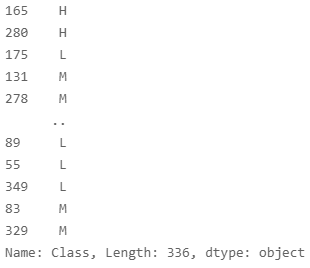 165 H
280 H
175 L
131 M
278 M
..
89 L
55 L
349 L
83 M
329 M
Name: Class, Length: 336, dtype: object